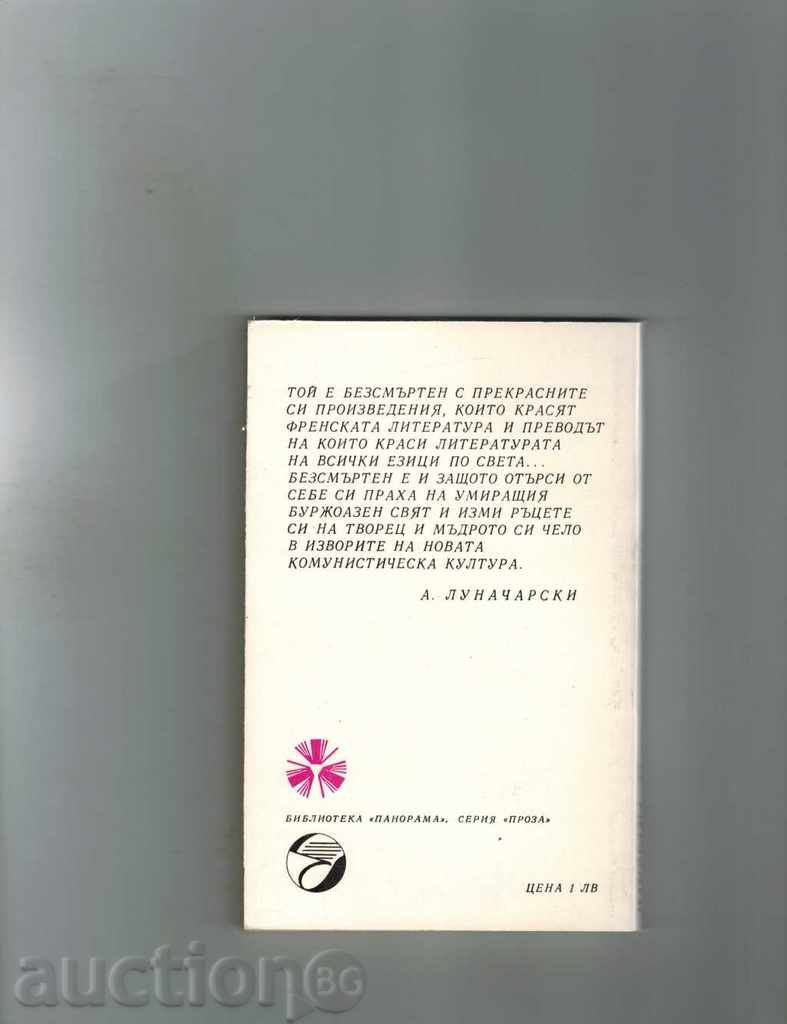 ТОЙ Е БЕЗСМЪРТЕН С ПРЕКРАСНИТЕ
СИ ПРОИЗВЕДЕНИЯ, КОИТО КРАСЯТ
ФРЕНСКАТА ЛИТЕРАТУРА И ПРЕВОДЪТ
НА КОИТО КРАСИ ЛИТЕРАТУРАТА
НА ВСИЧКИ ЕЗИЦИ ПО СВЕТА...
БЕЗСМЪРТЕН Е И ЗАЩОТО ОТЪРСИ ОТ
СЕБЕ СИ ПРАХА НА УМИРАЩИЯ
БУРЖОАЗЕН СВЯТ И ИЗМИ РЪЦЕТЕ
СИ НА ТВОРЕЦ И МЪДРОТО СИ ЧЕЛО
В ИЗВОРИТЕ НА НОВАТА
КОМУНИСТИЧЕСКА КУЛТУРА.
А. ЛУНАЧАРСКИ
БИБЛИОТЕКА «ПАНОРАМА», СЕРИЯ «ПРОЗА»
ЦЕНА 1 ЛВ
auctionBG